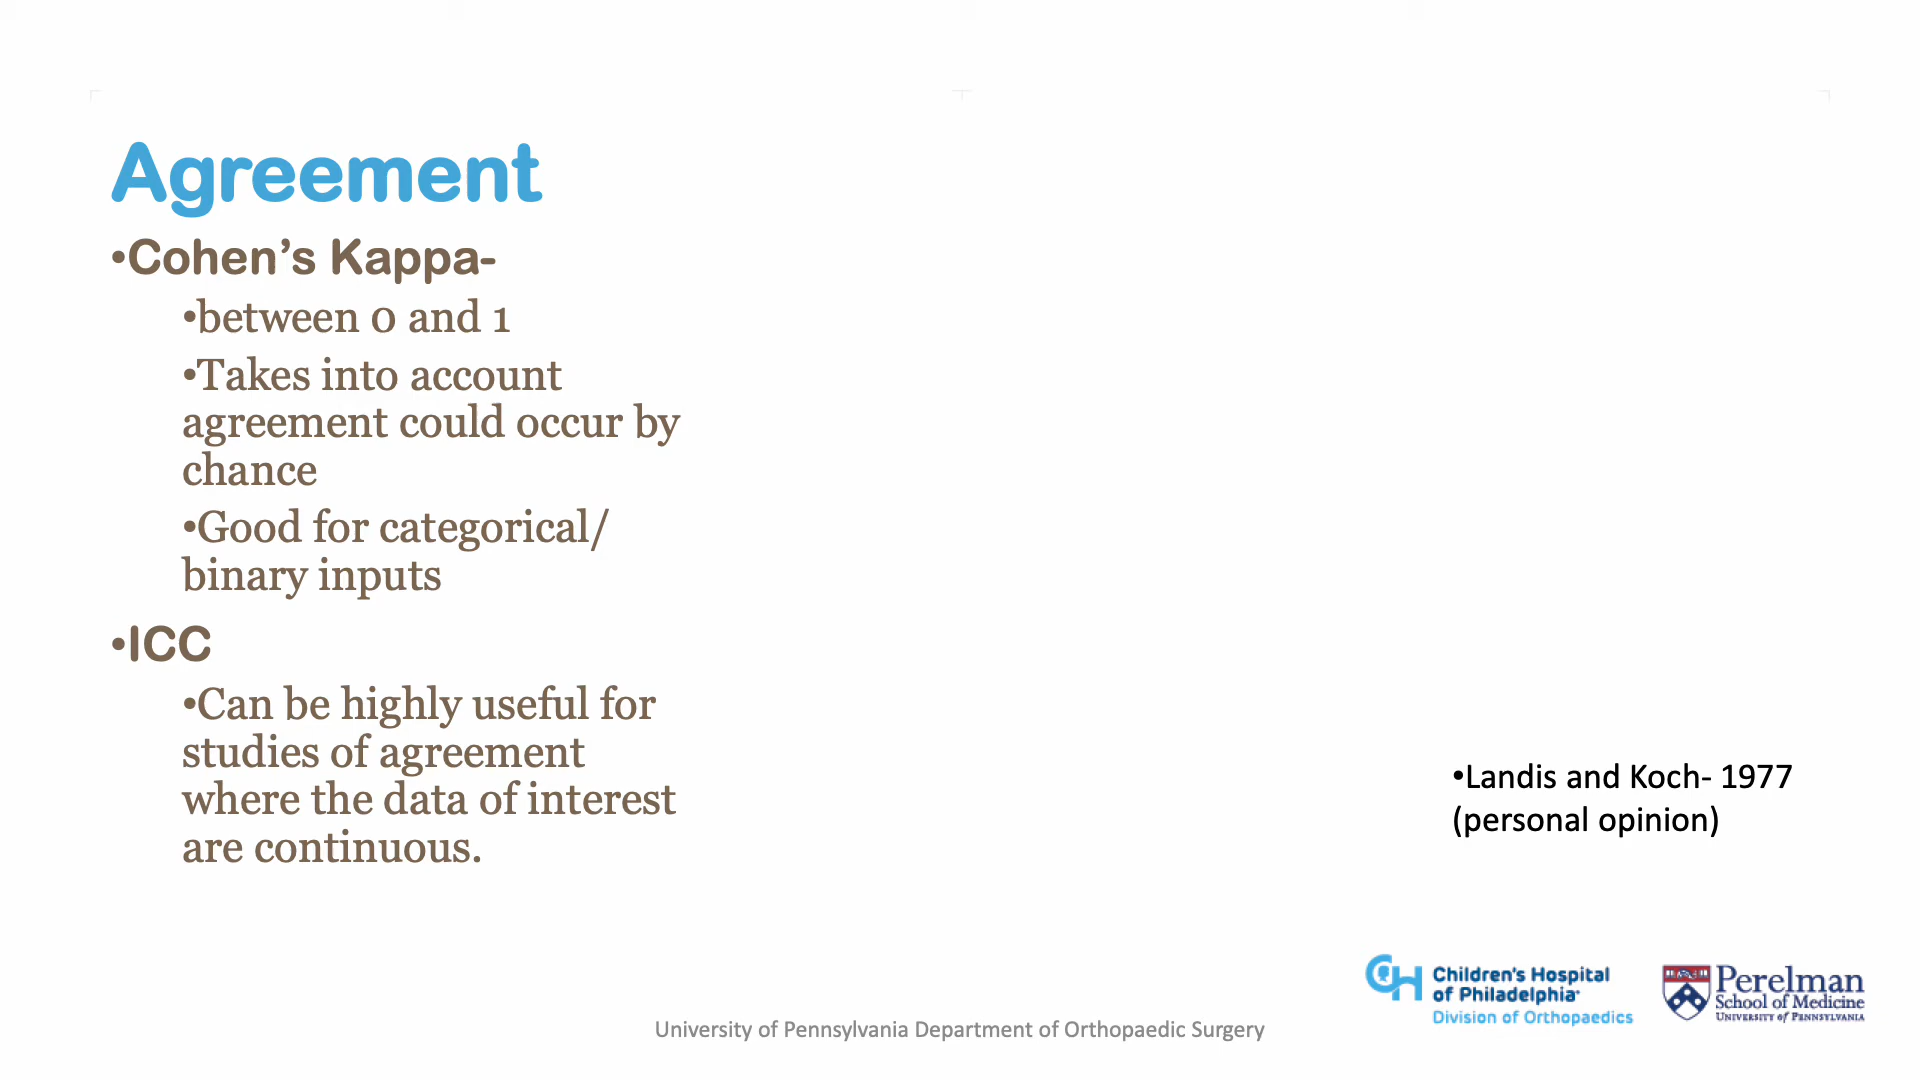 Agreement
•Cohen’s Kappa-
•between 0 and 1
•Takes into account
agreement could occur by
chance
•Good for categorical/
binary inputs
•ICC
•Can be highly useful for
studies of agreement
where the data of interest
are continuous.
•Landis and Koch- 1977
(personal opinion)
CH
Children's Hospital
of Philadelphia
Division of Orthopaedics
Perelman
School of Medicine
University of Pennsylvania
University of Pennsylvania Department of Orthopaedic Surgery